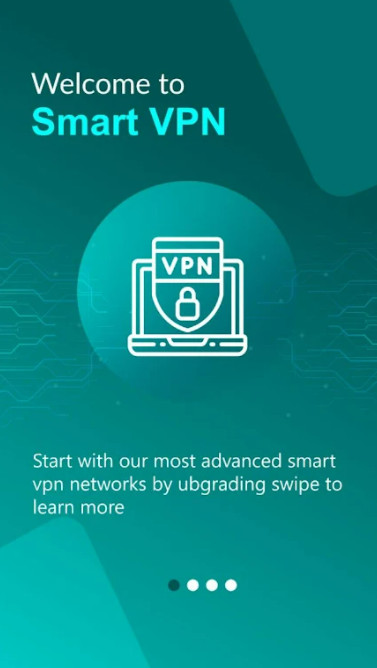 Welcome to
Smart VPN
VPN
Start with our most advanced smart
vpn networks by ubgrading swipe to
learn more